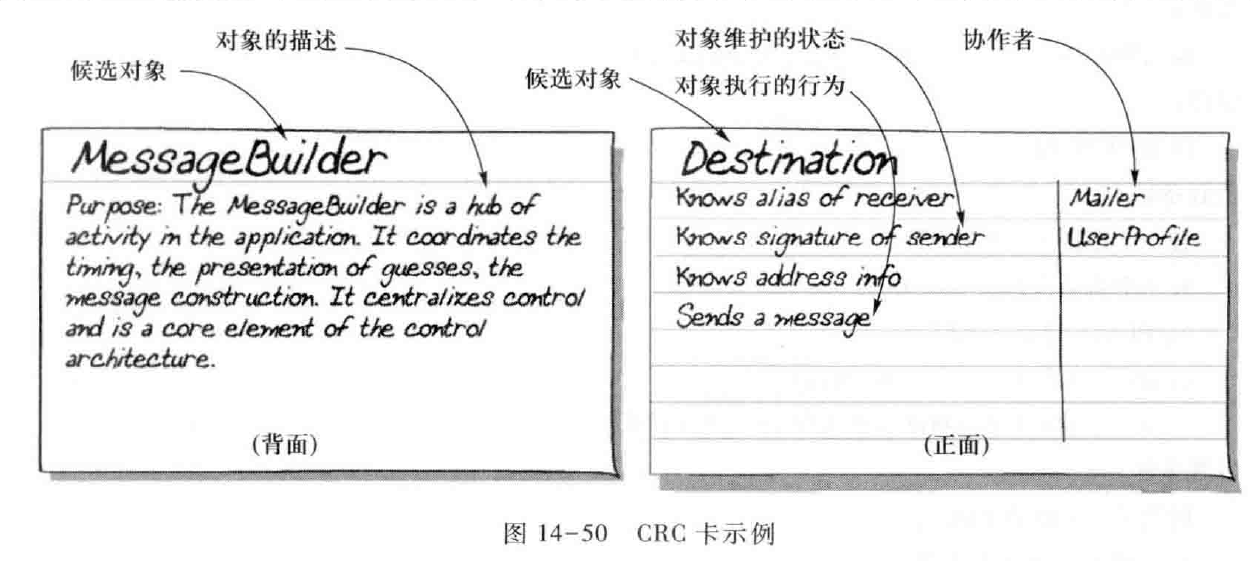 对象的描述
候选对象
MessageBuilder
Purpose: The MessageBuilder is a hub of
activity in the application. It coordinates the
timing, the presentation of guesses, the
message construction. It centralizes control
and is a core element of the control
architecture.
(背面)
对象维护的状态
协作者
候选对象
对象执行的行为
Destination
Knows alias of receiver
Mailer
Knows signature of sender
UserProfile
Knows address info
Sends a message
(正面)
图 14-50 CRC 卡示例